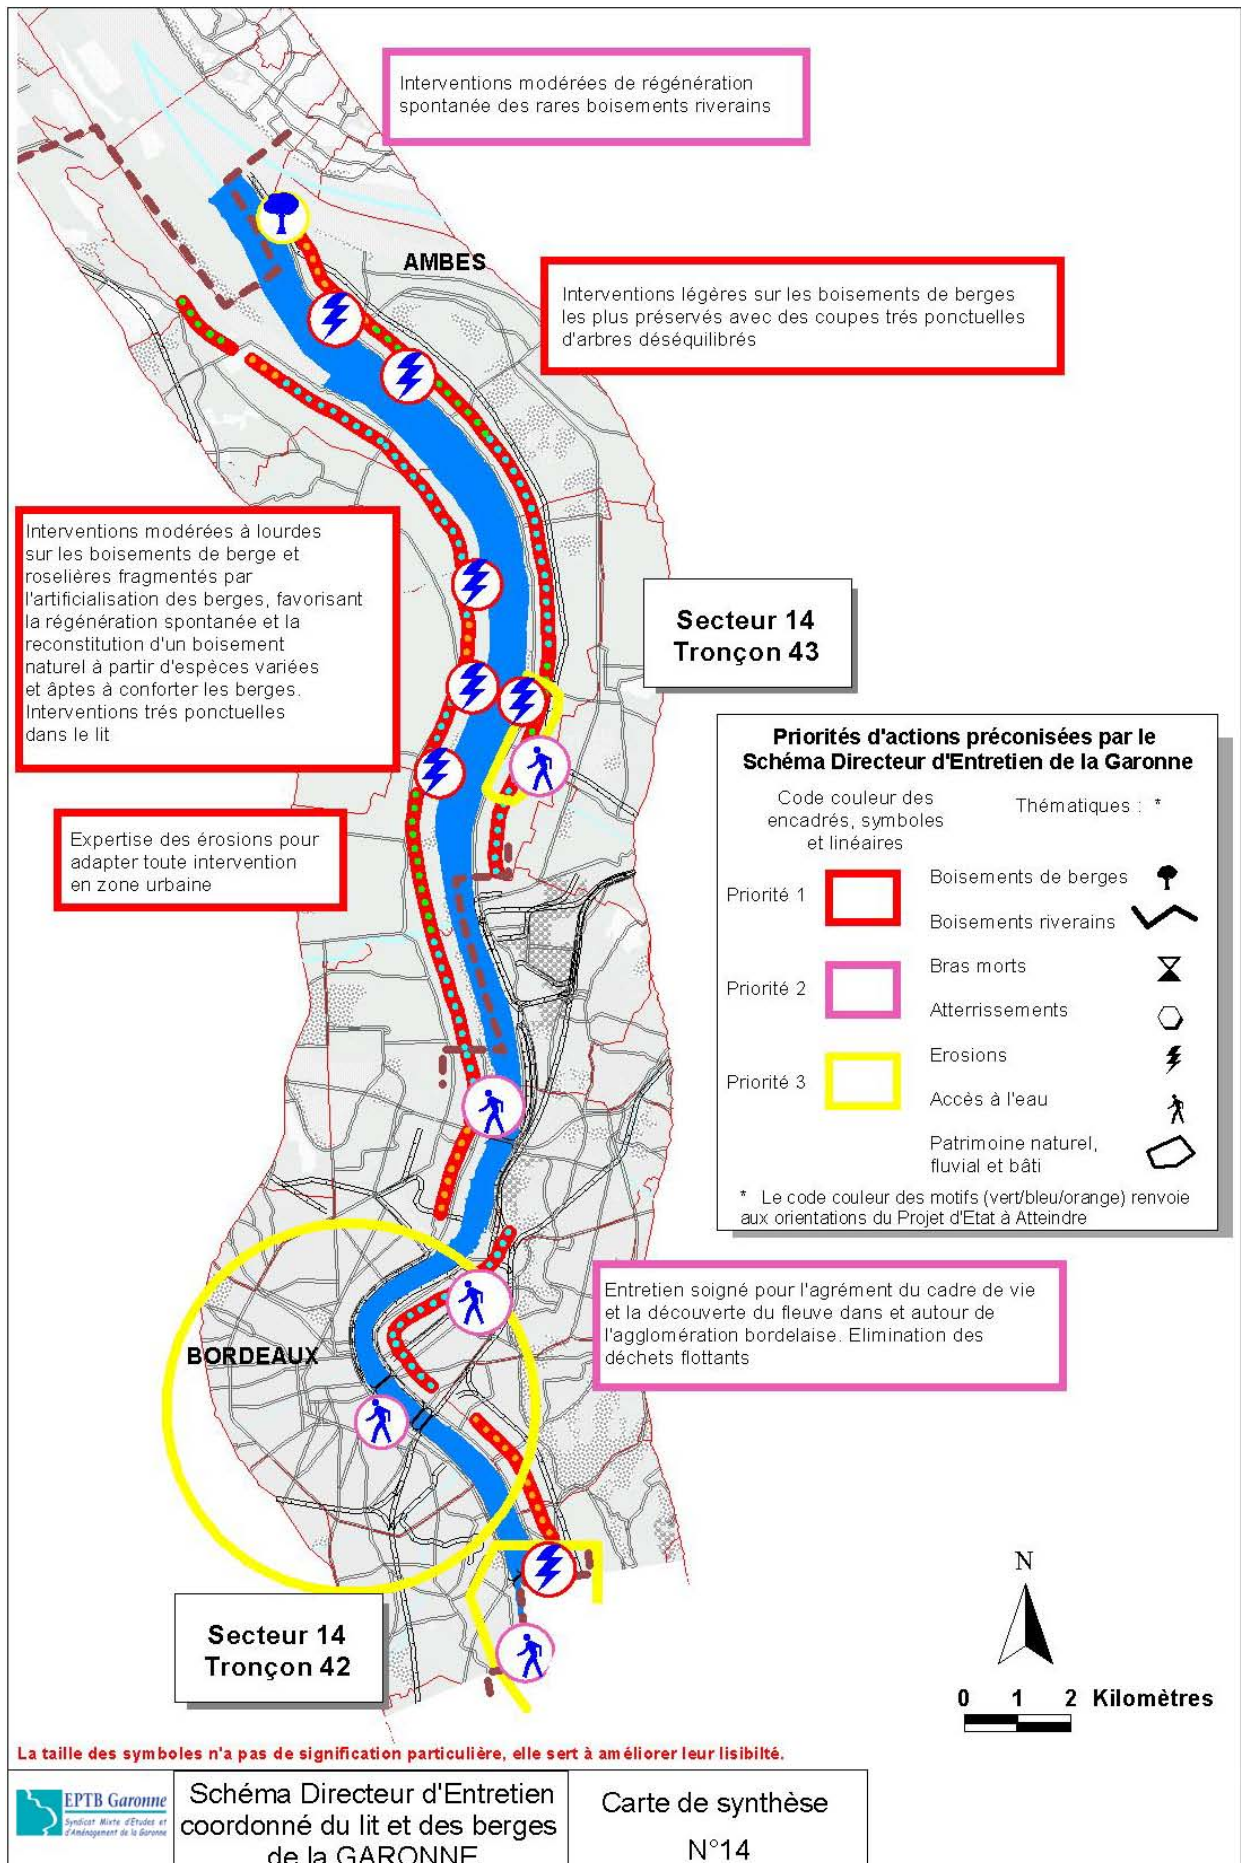 Interventions modérées de régénération
spontanée des rares boisements riverains
AMBES
Interventions légères sur les boisements de berges
les plus préservés avec des coupes trés ponctuelles
d'arbres déséquilibrés
Interventions modérées à lourdes
sur les boisements de berge et
roselières fragmentés par
l'artificialisation des berges, favorisant
la régénération spontanée et la
reconstitution d'un boisement
naturel à partir d'espèces variées
et âptes à conforter les berges.
Interventions trés ponctuelles
dans le lit
Secteur 14
Tronçon 43
Expertise des érosions pour
adapter toute intervention
en zone urbaine
Priorités d'actions préconisées par le
Schéma Directeur d'Entretien de la Garonne
Code couleur des
encadrés, symboles
et linéaires
Thématiques : *
Priorité 1
Boisements de berges
Boisements riverains
Priorité 2
Bras morts
Atterrissements
Priorité 3
Erosions
Accès à l'eau
Patrimoine naturel,
fluvial et bâti
* Le code couleur des motifs (vert/bleu/orange) renvoie
aux orientations du Projet d'Etat à Atteindre
Entretien soigné pour l'agrément du cadre de vie
et la découverte du fleuve dans et autour de
l'agglomération bordelaise. Elimination des
déchets flottants
BORDEAUX
Secteur 14
Tronçon 42
N
0 1 2 Kilomètres
La taille des symboles n'a pas de signification particulière, elle sert à améliorer leur lisibilté.
EPTB Garonne
Syndicat Mixte d'Etudes et
d'Aménagement de la Garonne
Schéma Directeur d'Entretien
coordonné du lit et des berges
de la GARONNE
Carte de synthèse
N°14